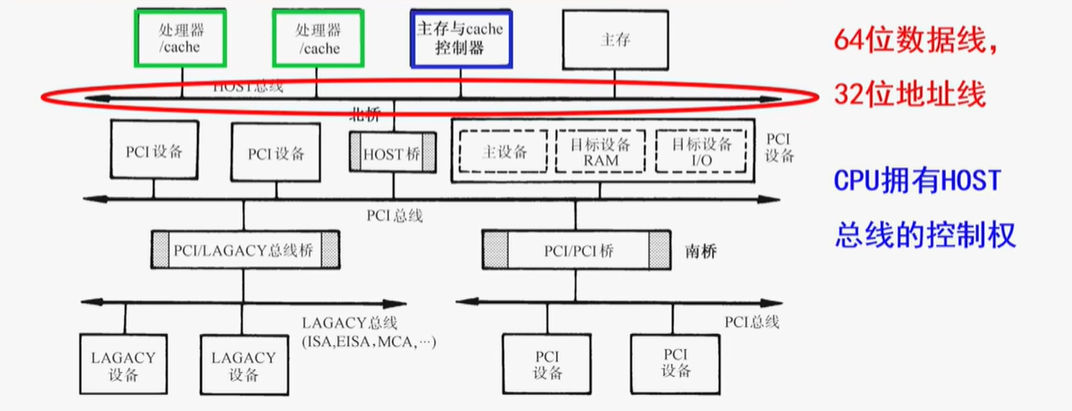 处理器
/cache
处理器
/cache
主存与cache
控制器
主存
64位数据线，
HOST总线
32位地址线
北桥
PCI设备
PCI设备
HOST桥
主设备
目标设备
RAM
目标设备
I/O
PCI
设备
CPU拥有HOST
总线的控制权
PCI总线
PCI/LAGACY总线桥
PCI/PCI桥
南桥
LAGACY总线
(ISA,EISA,MCA,…)
PCI总线
LAGACY
设备
LAGACY
设备
PCI
设备
PCI
设备